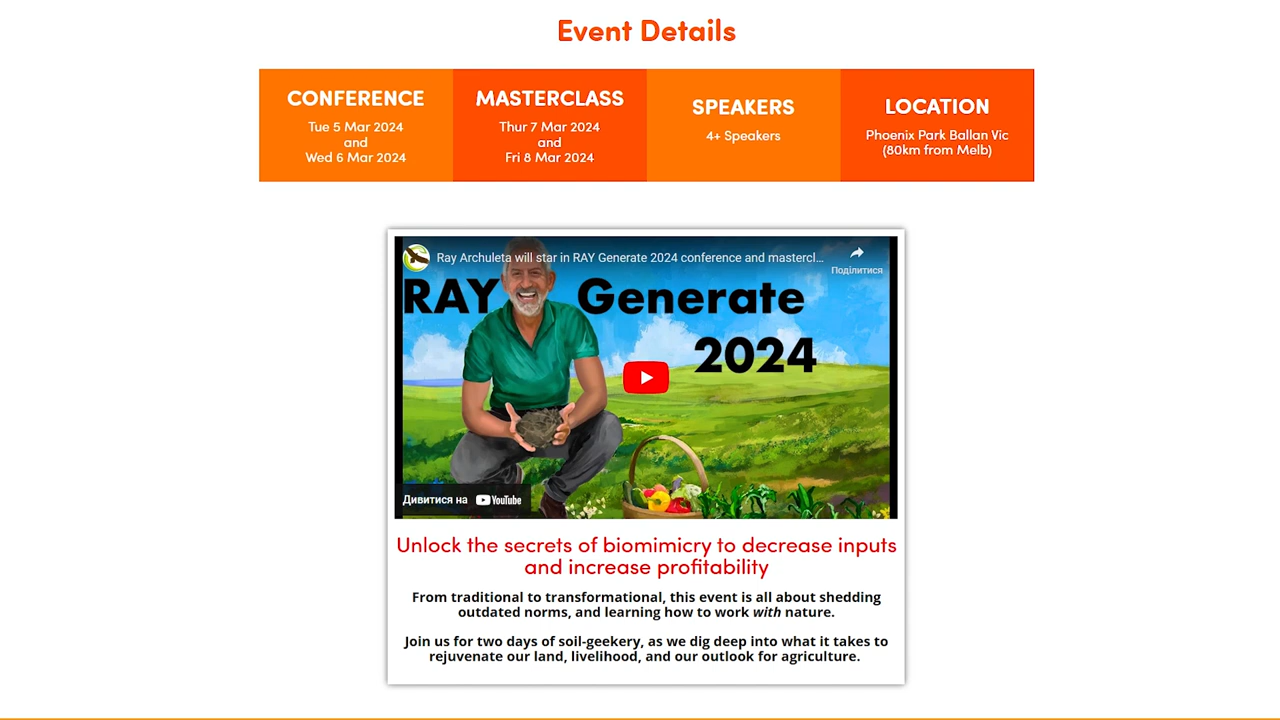 Event Details
CONFERENCE
Tue 5 Mar 2024
and
Wed 6 Mar 2024
MASTERCLASS
Thur 7 Mar 2024
and
Fri 8 Mar 2024
SPEAKERS
4+ Speakers
LOCATION
Phoenix Park Ballan Vic
(80km from Melb)
Ray Archuleta will star in RAY Generate 2024 conference and mastercl...
Поділитися
RAY Generate
2024
Дивитися на YouTube
Unlock the secrets of biomimicry to decrease inputs
and increase profitability
From traditional to transformational, this event is all about shedding
outdated norms, and learning how to work with nature.
Join us for two days of soil-geekery, as we dig deep into what it takes to
rejuvenate our land, livelihood, and our outlook for agriculture.